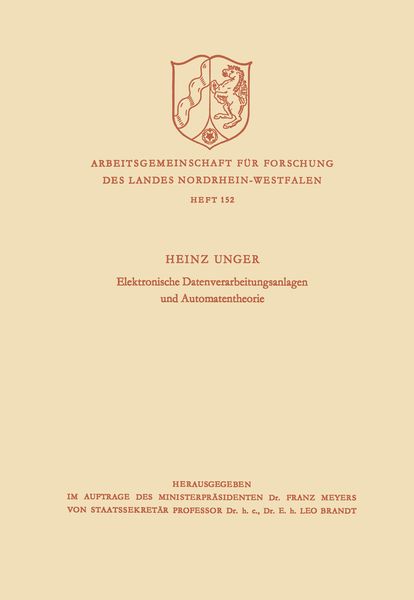 ARBEITSGEMEINSCHAFT FÜR FORSCHUNG
DES LANDES NORDRHEIN-WESTFALEN
HEFT 152
HEINZ UNGER
Elektronische Datenverarbeitungsanlagen
und Automatentheorie
HERAUSGEGEBEN
IM AUFTRAGE DES MINISTERPRÄSIDENTEN Dr. FRANZ MEYERS
VON STAATSSEKRETÄR PROFESSOR Dr. h. c., Dr. E. h. LEO BRANDT